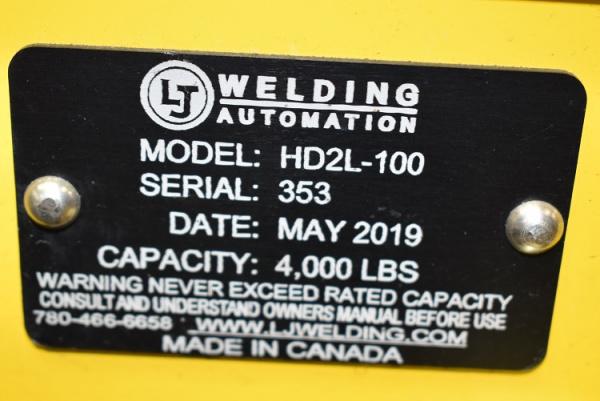 LJ WELDING
AUTOMATION
MODEL: HD2L-100
SERIAL: 353
DATE: MAY 2019
CAPACITY: 4,000 LBS
WARNING NEVER EXCEED RATED CAPACITY
CONSULT AND UNDERSTAND OWNERS MANUAL BEFORE USE
780-466-6658 WWW.LJWELDING.COM
MADE IN CANADA